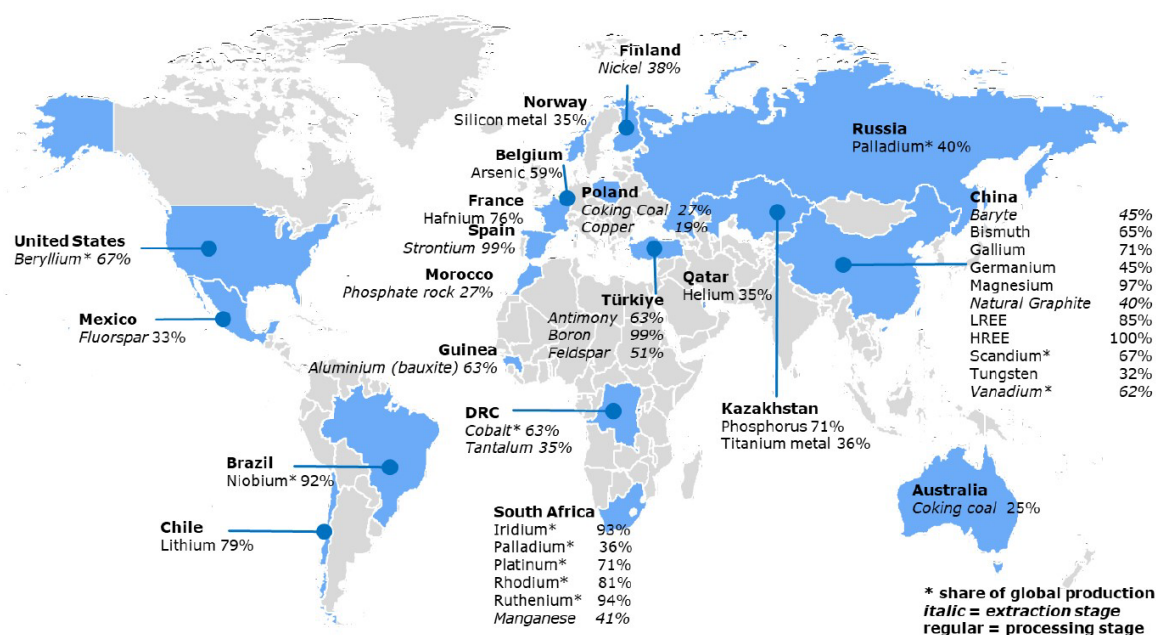 Finland
Nickel 38%
Norway
Silicon metal 35%
Belgium
Arsenic 59%
France
Hafnium 76%
Spain
Strontium 99%
Poland
Coking Coal 27%
Copper 19%
Russia
Palladium* 40%
China
Baryte 45%
Bismuth 65%
Gallium 71%
Germanium 45%
Magnesium 97%
Natural Graphite 40%
LREE 85%
HREE 100%
Scandium* 67%
Tungsten 32%
Vanadium* 62%
United States
Beryllium* 67%
Mexico
Fluorspar 33%
Morocco
Phosphate rock 27%
Türkiye
Antimony 63%
Boron 99%
Feldspar 51%
Qatar
Helium 35%
Guinea
Aluminium (bauxite) 63%
DRC
Cobalt* 63%
Tantalum 35%
Kazakhstan
Phosphorus 71%
Titanium metal 36%
Brazil
Niobium* 92%
Chile
Lithium 79%
South Africa
Iridium* 93%
Palladium* 36%
Platinum* 71%
Rhodium* 81%
Ruthenium* 94%
Manganese 41%
Australia
Coking coal 25%
* share of global production
italic = extraction stage
regular = processing stage